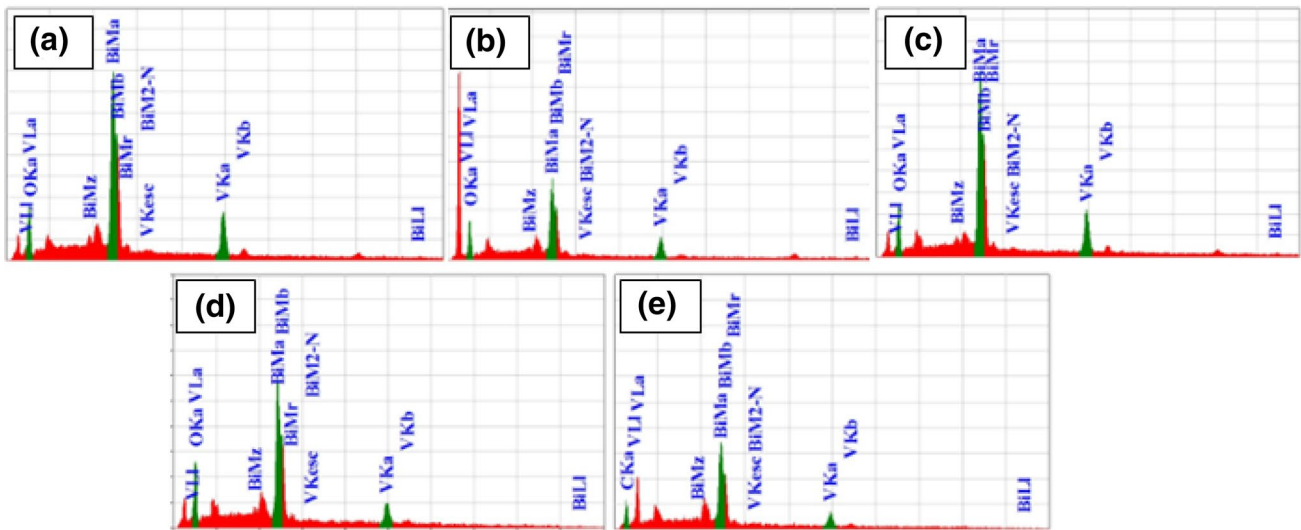 (a)
VLl
OKa VLa
BiMz
BiMa
BiMb
BiMr
BiM2-N
VKesc
VKa
VKb
BiLl
(b)
OKa VLl VLa
BiMz
BiMa BiMb BiMr
VKesc BiM2-N
VKa
VKb
BiLl
(c)
VLl
OKa VLa
BiMz
BiMa
BiMb BiMr
VKesc BiM2-N
VKa
VKb
BiLl
(d)
VLl
OKa VLa
BiMz
BiMa BiMb
BiMr
BiM2-N
VKesc
VKa
VKb
BiLl
(e)
CKa VLl VLa
BiMz
BiMa BiMb BiMr
VKesc BiM2-N
VKa
VKb
BiLl